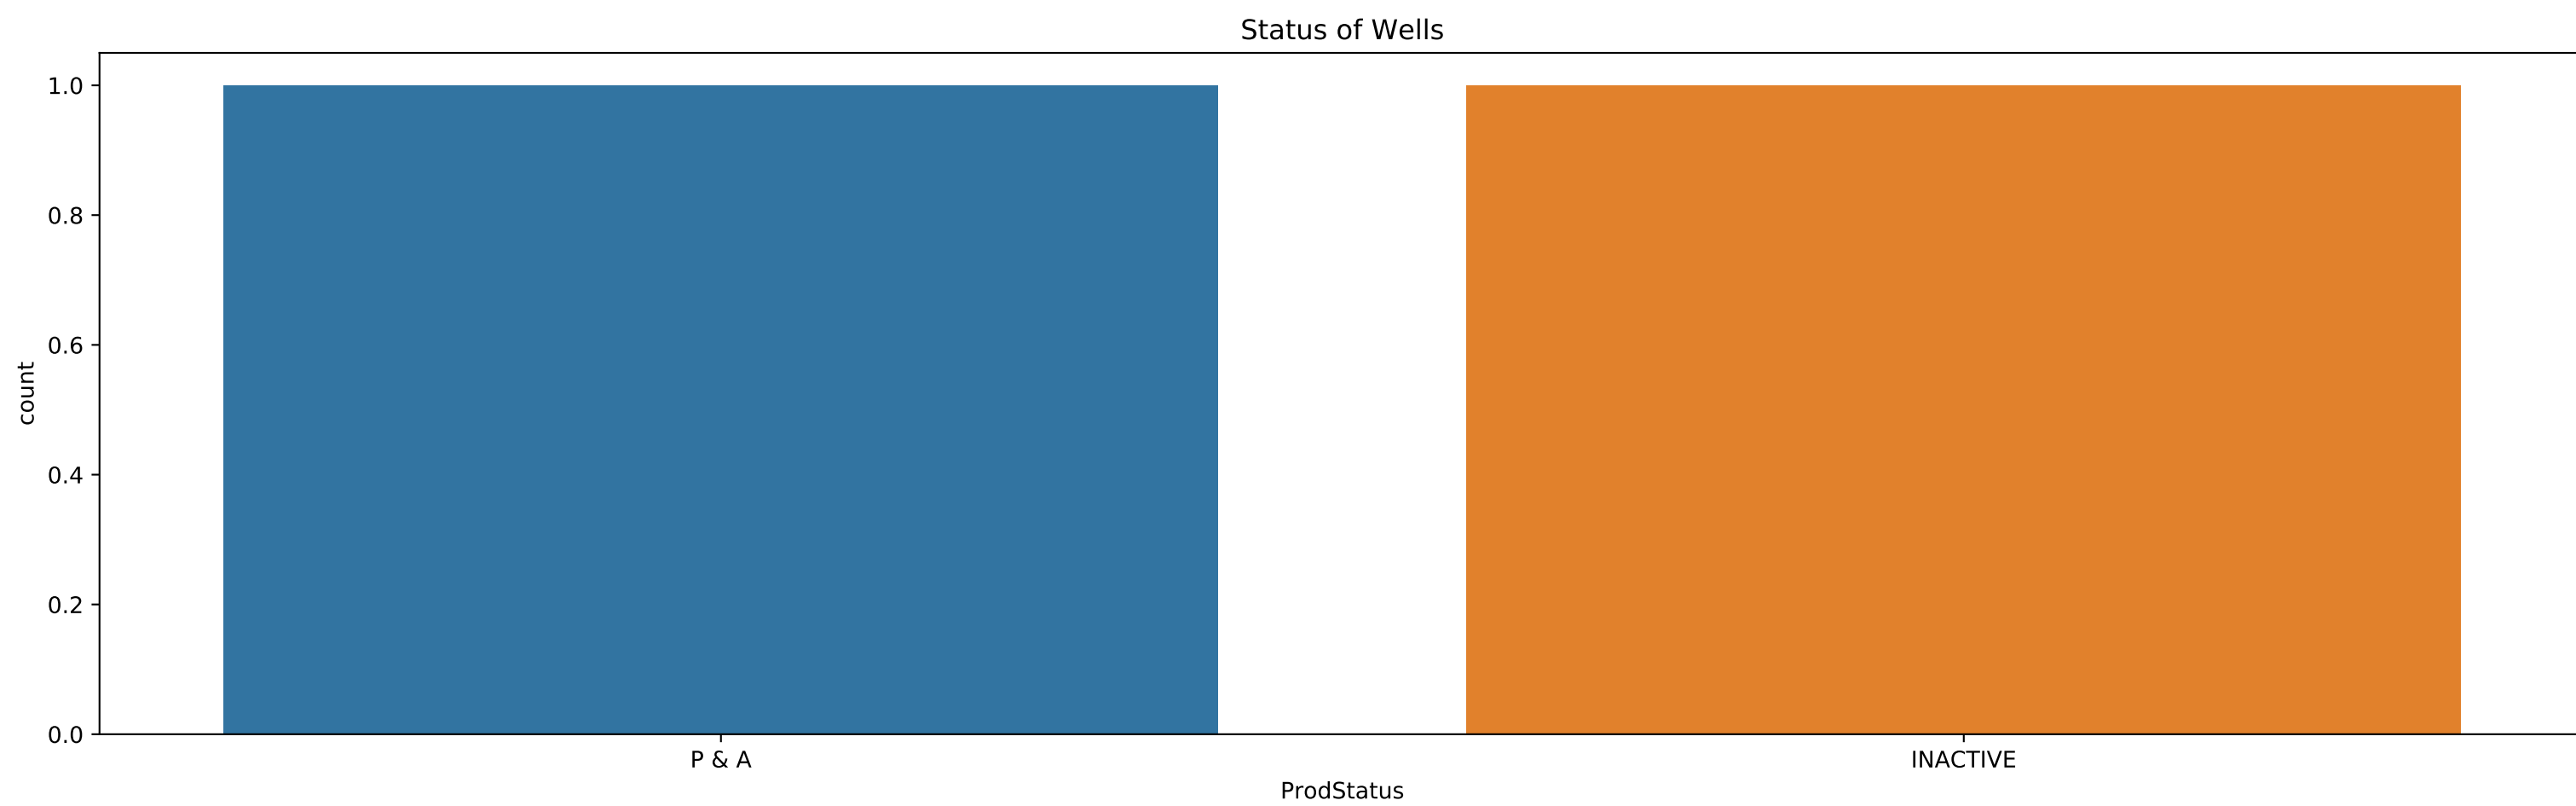 Status of Wells
1.0
0.8
0.6
0.4
0.2
0.0
count
P & A
INACTIVE
ProdStatus